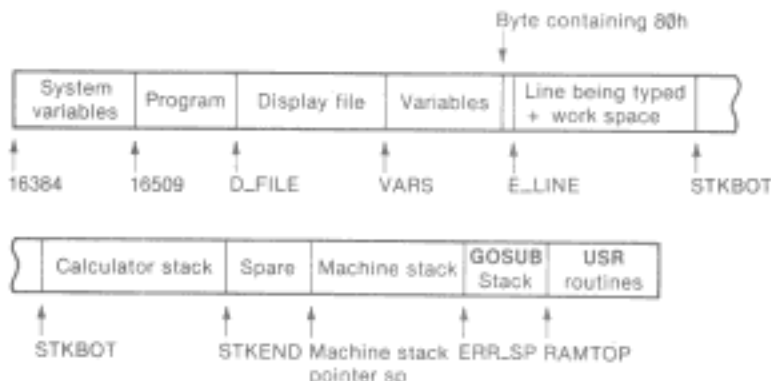 Byte containing 80h
System variables
Program
Display file
Variables
Line being typed + work space
16384
16509
D_FILE
VARS
E_LINE
STKBOT
Calculator stack
Spare
Machine stack
GOSUB Stack
USR routines
STKBOT
STKEND
Machine stack pointer sp
ERR_SP
RAMTOP